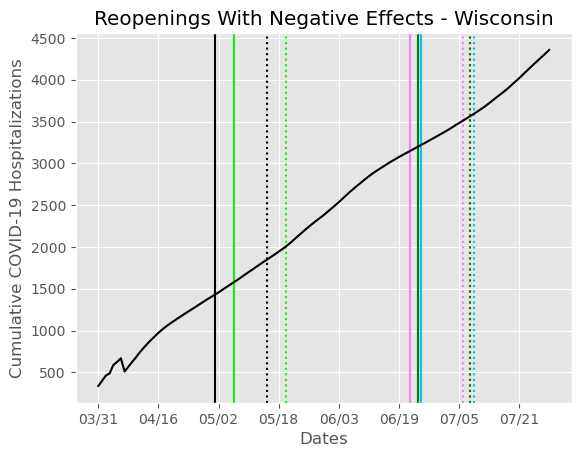 Reopenings With Negative Effects - Wisconsin
Cumulative COVID-19 Hospitalizations
4500
4000
3500
3000
2500
2000
1500
1000
500
03/31 04/16 05/02 05/18 06/03 06/19 07/05 07/21
Dates